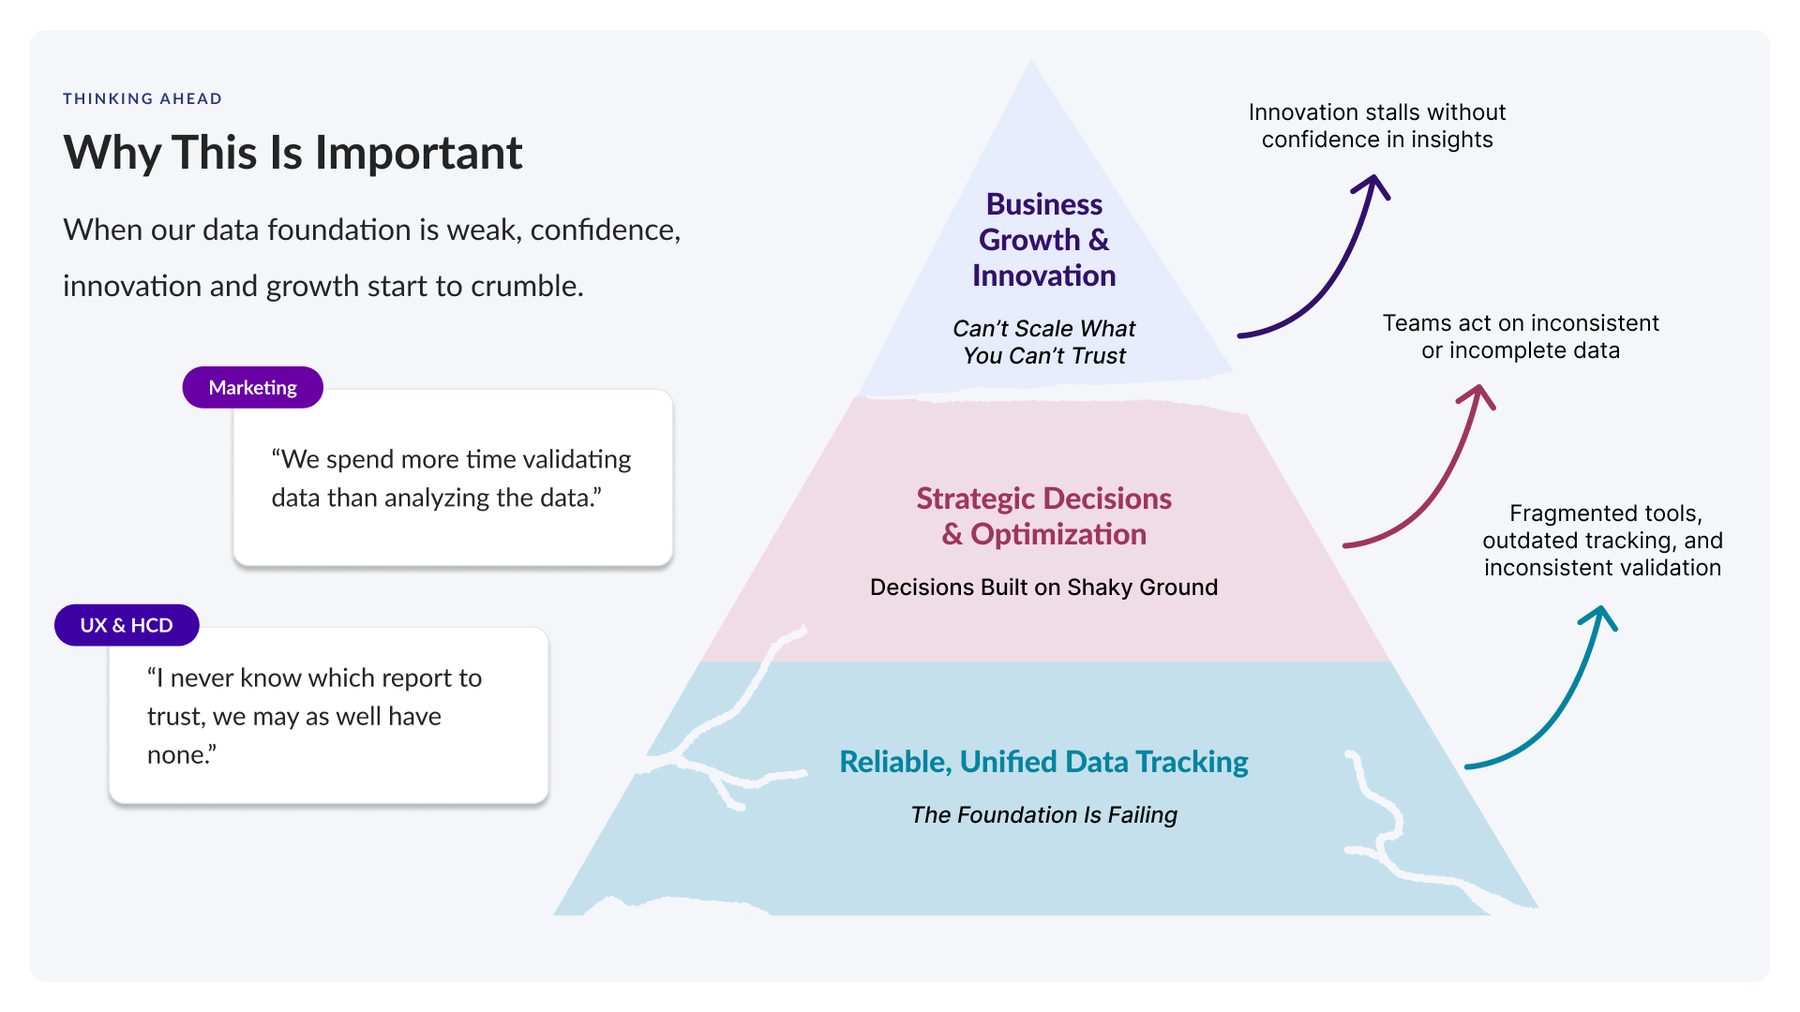 THINKING AHEAD
Why This Is Important
When our data foundation is weak, confidence,
innovation and growth start to crumble.
Marketing
“We spend more time validating
data than analyzing the data.”
UX & HCD
“I never know which report to
trust, we may as well have
none.”
Business
Growth &
Innovation
Can’t Scale What
You Can’t Trust
Strategic Decisions
& Optimization
Decisions Built on Shaky Ground
Reliable, Unified Data Tracking
The Foundation Is Failing
Innovation stalls without
confidence in insights
Teams act on inconsistent
or incomplete data
Fragmented tools,
outdated tracking, and
inconsistent validation